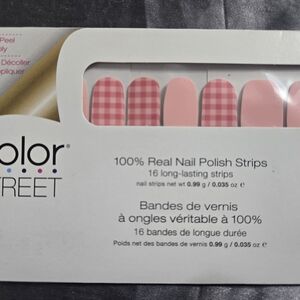 Peel
Décoller
color
STREET
100% Real Nail Polish Strips
16 long-lasting strips
nail strips net wt 0.99 g / 0.035 oz ℮
Bandes de vernis
à ongles véritable à 100%
16 bandes de longue durée
Poids net des bandes de vernis 0.99 g / 0.035 oz ℮